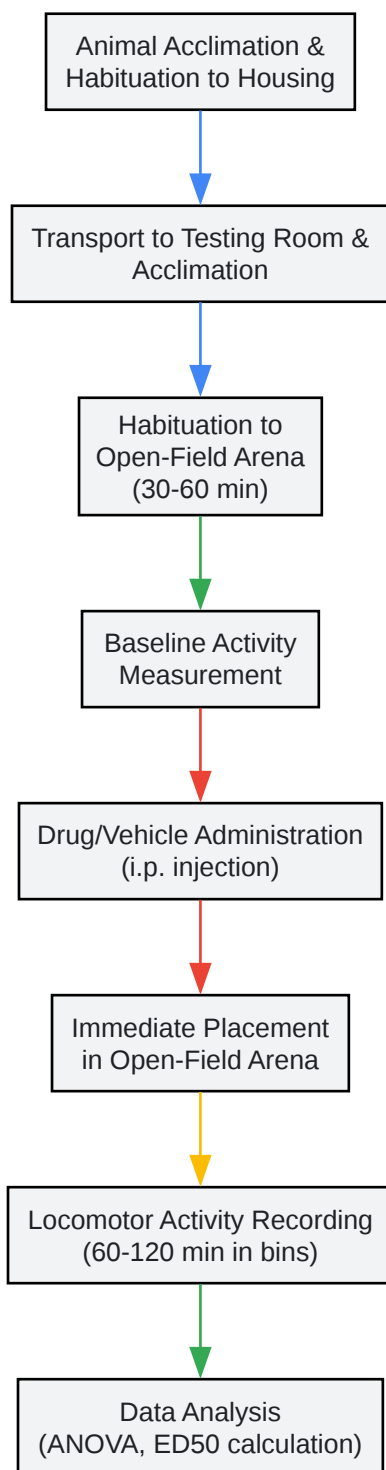 Animal Acclimation &
Habituation to Housing
Transport to Testing Room &
Acclimation
Habituation to
Open-Field Arena
(30-60 min)
Baseline Activity
Measurement
Drug/Vehicle Administration
(i.p. injection)
Immediate Placement
in Open-Field Arena
Locomotor Activity Recording
(60-120 min in bins)
Data Analysis
(ANOVA, ED50 calculation)